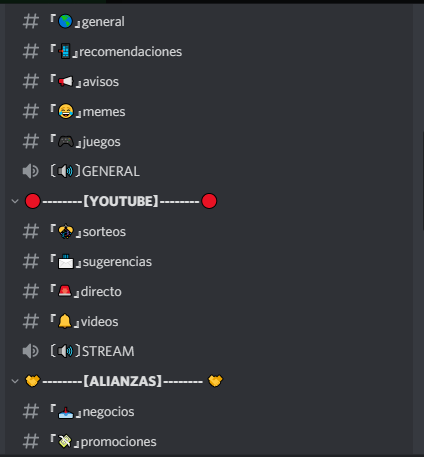 # 『🌎』general
# 『📲』recomendaciones
# 『📢』avisos
# 『😂』memes
# 『🎮』juegos
〔🔊〕GENERAL
🔴--------【YOUTUBE】--------🔴
# 『』sorteos
# 『🗳』sugerencias
# 『🚨』directo
# 『🔔』videos
〔🔊〕STREAM
🤝--------【ALIANZAS】-------- 🤝
# 『📥』negocios
# 『💸』promociones